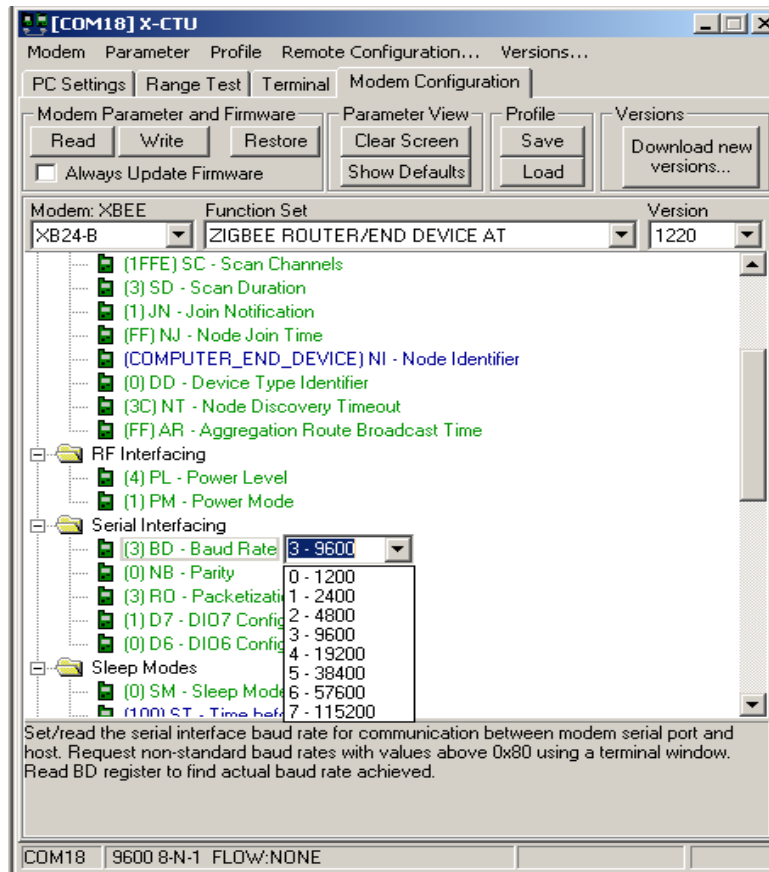 [COM18] X-CTU
Modem Parameter Profile Remote Configuration... Versions...
PC Settings Range Test Terminal Modem Configuration
Modem Parameter and Firmware Parameter View Profile Versions
Read Write Restore Clear Screen Save Download new versions...
Always Update Firmware Show Defaults Load
Modem: XBEE Function Set Version
XB24-B ZIGBEE ROUTER/END DEVICE AT 1220
(1FFE) SC - Scan Channels
(3) SD - Scan Duration
(1) JN - Join Notification
(FF) NJ - Node Join Time
(COMPUTER_END_DEVICE) NI - Node Identifier
(0) DD - Device Type Identifier
(3C) NT - Node Discovery Timeout
(FF) AR - Aggregation Route Broadcast Time
RF Interfacing
(4) PL - Power Level
(1) PM - Power Mode
Serial Interfacing
(3) BD - Baud Rate 3 - 9600
(0) NB - Parity 0 - 1200
(3) RO - Packetizati 1 - 2400
(1) D7 - DIO7 Config 2 - 4800
3 - 9600
(0) D6 - DIO6 Config 4 - 19200
Sleep Modes 5 - 38400
(0) SM - Sleep Mode 6 - 57600
(100) ST - Time bef 7 - 115200
Set/read the serial interface baud rate for communication between modem serial port and
host. Request non-standard baud rates with values above 0x80 using a terminal window.
Read BD register to find actual baud rate achieved.
COM18 9600 8-N-1 FLOW:NONE